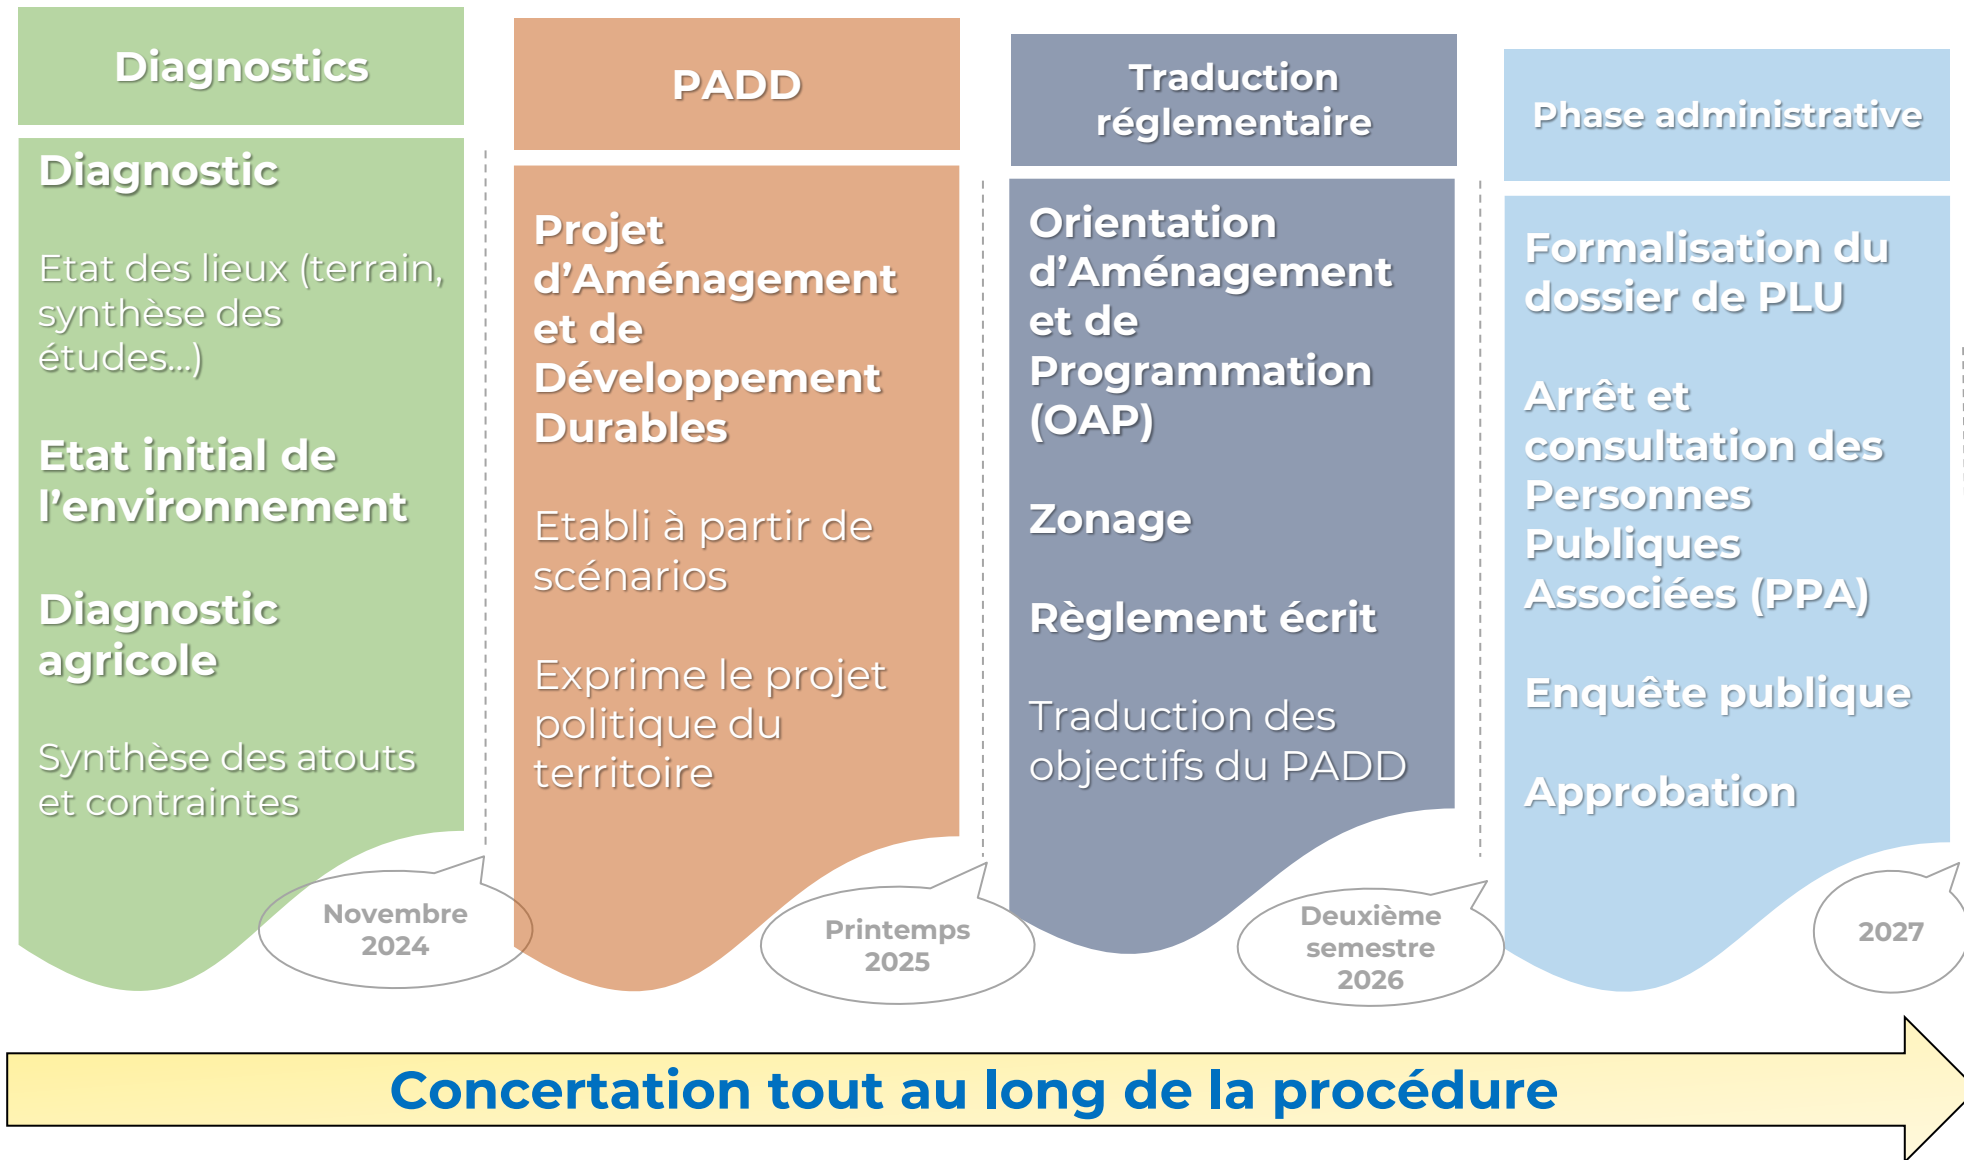 Diagnostics
Diagnostic
Etat des lieux (terrain,
synthèse des
études...)
Etat initial de
l'environnement
Diagnostic
agricole
Synthèse des atouts
et contraintes
Novembre
2024
PADD
Projet
d'Aménagement
et de
Développement
Durables
Etabli à partir de
scénarios
Exprime le projet
politique du
territoire
Printemps
2025
Traduction
réglementaire
Orientation
d'Aménagement
et de
Programmation
(OAP)
Zonage
Règlement écrit
Traduction des
objectifs du PADD
Deuxième
semestre
2026
Phase administrative
Formalisation du
dossier de PLU
Arrêt et
consultation des
Personnes
Publiques
Associées (PPA)
Enquête publique
Approbation
2027
Concertation tout au long de la procédure